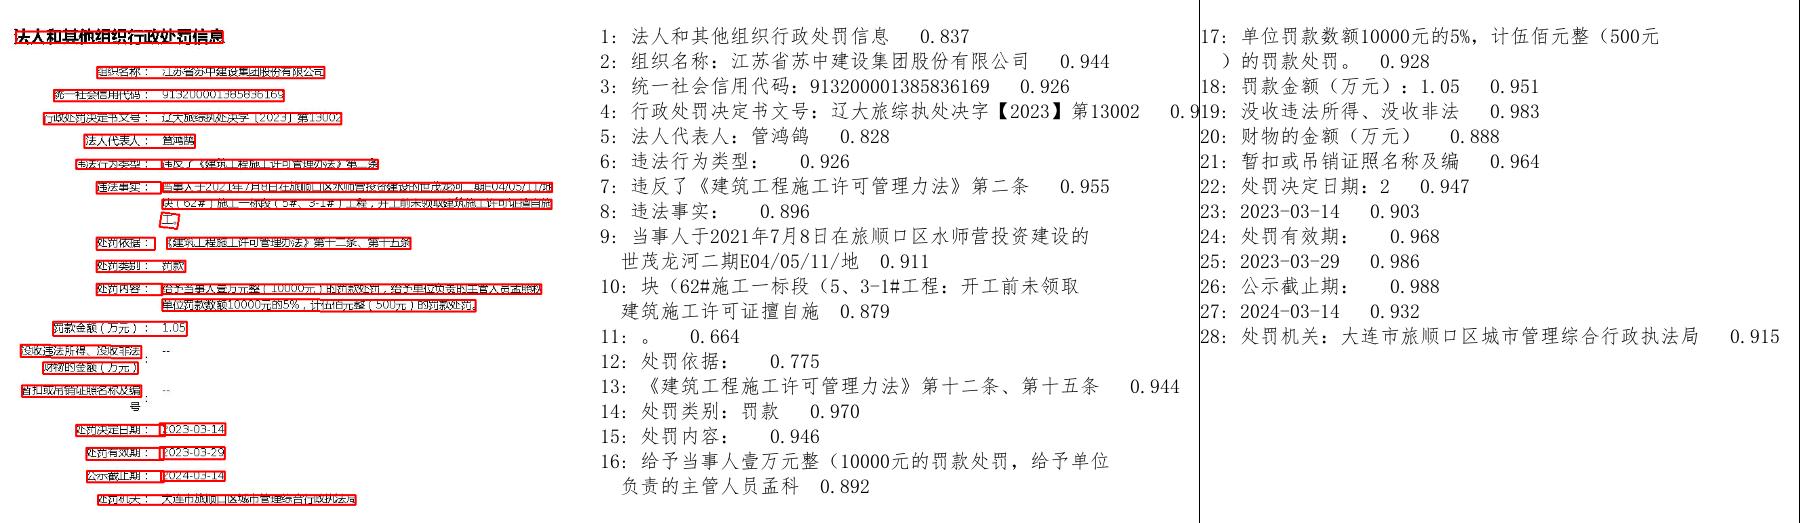 法人和其他组织行政处罚信息
组织名称： 江苏省苏中建设集团股份有限公司
统一社会信用代码： 913200001385836169
行政处罚决定书文号： 辽大旅综执处决字【2023】第13002
法人代表人： 管鸿鹄
违法行为类型： 违反了《建筑工程施工许可管理办法》第二条
违法事实： 当事人于2021年7月8日在旅顺口区水师营投资建设的世茂龙河二期E04/05/11/地
块（62#）施工一标段（5#、3-1#）工程，开工前未领取建筑施工许可证擅自施
工。
处罚依据： 《建筑工程施工许可管理办法》第十二条、第十五条
处罚类别： 罚款
处罚内容： 给予当事人壹万元整（10000元）的罚款处罚，给予单位负责的主管人员孟科
单位罚款数额10000元的5%，计伍佰元整（500元）的罚款处罚。
罚款金额（万元）： 1.05
没收违法所得、没收非法
财物的金额（万元） ： --
暂扣或吊销证照名称及编
号 ： --
处罚决定日期： 2023-03-14
处罚有效期： 2023-03-29
公示截止期： 2024-03-14
处罚机关： 大连市旅顺口区城市管理综合行政执法局
1: 法人和其他组织行政处罚信息 0.837
2: 组织名称：江苏省苏中建设集团股份有限公司 0.944
3: 统一社会信用代码：913200001385836169 0.926
4: 行政处罚决定书文号：辽大旅综执处决字【2023】第13002 0.9
5: 法人代表人：管鸿鸽 0.828
6: 违法行为类型： 0.926
7: 违反了《建筑工程施工许可管理力法》第二条 0.955
8: 违法事实： 0.896
9: 当事人于2021年7月8日在旅顺口区水师营投资建设的
世茂龙河二期E04/05/11/地 0.911
10: 块（62#施工一标段（5、3-1#工程：开工前未领取
建筑施工许可证擅自施 0.879
11: 。 0.664
12: 处罚依据： 0.775
13: 《建筑工程施工许可管理力法》第十二条、第十五条 0.944
14: 处罚类别：罚款 0.970
15: 处罚内容： 0.946
16: 给予当事人壹万元整（10000元的罚款处罚，给予单位
负责的主管人员孟科 0.892
17: 单位罚款数额10000元的5%，计伍佰元整（500元
）的罚款处罚。 0.928
18: 罚款金额（万元）：1.05 0.951
19: 没收违法所得、没收非法 0.983
20: 财物的金额（万元） 0.888
21: 暂扣或吊销证照名称及编 0.964
22: 处罚决定日期：2 0.947
23: 2023-03-14 0.903
24: 处罚有效期： 0.968
25: 2023-03-29 0.986
26: 公示截止期： 0.988
27: 2024-03-14 0.932
28: 处罚机关：大连市旅顺口区城市管理综合行政执法局 0.915